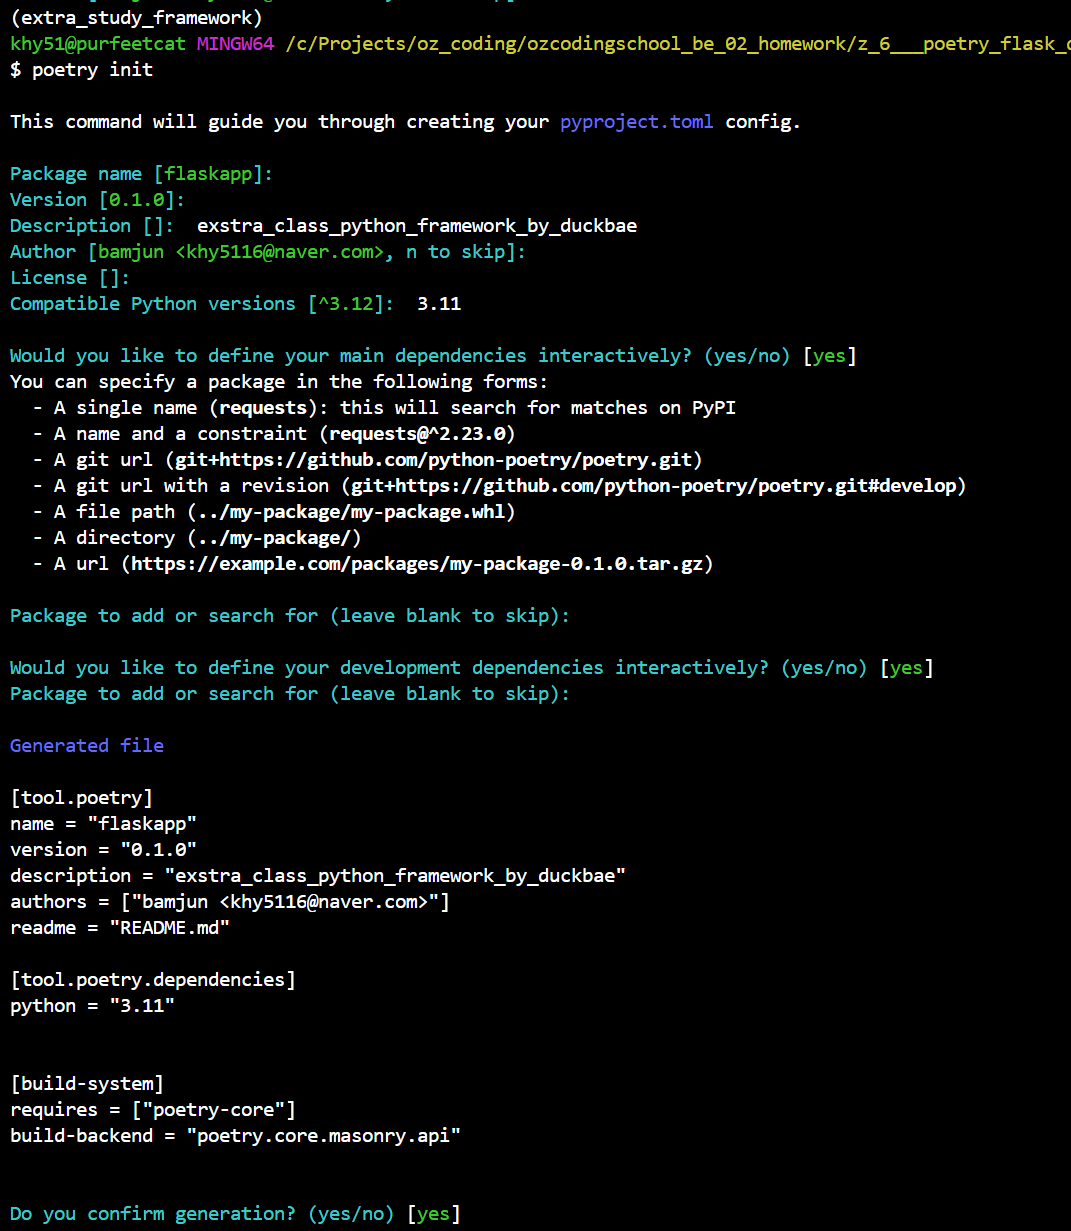 (extra_study_framework)
khy51@purfeetcat MINGW64 /c/Projects/oz_coding/ozcodingschool_be_02_homework/z_6___poetry_flask_
$ poetry init
This command will guide you through creating your pyproject.toml config.
Package name [flaskapp]:
Version [0.1.0]:
Description []:  exstra_class_python_framework_by_duckbae
Author [bamjun <khy5116@naver.com>, n to skip]:
License []:
Compatible Python versions [^3.12]:  3.11
Would you like to define your main dependencies interactively? (yes/no) [yes]
You can specify a package in the following forms:
  - A single name (requests): this will search for matches on PyPI
  - A name and a constraint (requests@^2.23.0)
  - A git url (git+https://github.com/python-poetry/poetry.git)
  - A git url with a revision (git+https://github.com/python-poetry/poetry.git#develop)
  - A file path (../my-package/my-package.whl)
  - A directory (../my-package/)
  - A url (https://example.com/packages/my-package-0.1.0.tar.gz)
Package to add or search for (leave blank to skip):
Would you like to define your development dependencies interactively? (yes/no) [yes]
Package to add or search for (leave blank to skip):
Generated file
[tool.poetry]
name = "flaskapp"
version = "0.1.0"
description = "exstra_class_python_framework_by_duckbae"
authors = ["bamjun <khy5116@naver.com>"]
readme = "README.md"
[tool.poetry.dependencies]
python = "3.11"
[build-system]
requires = ["poetry-core"]
build-backend = "poetry.core.masonry.api"
Do you confirm generation? (yes/no) [yes]